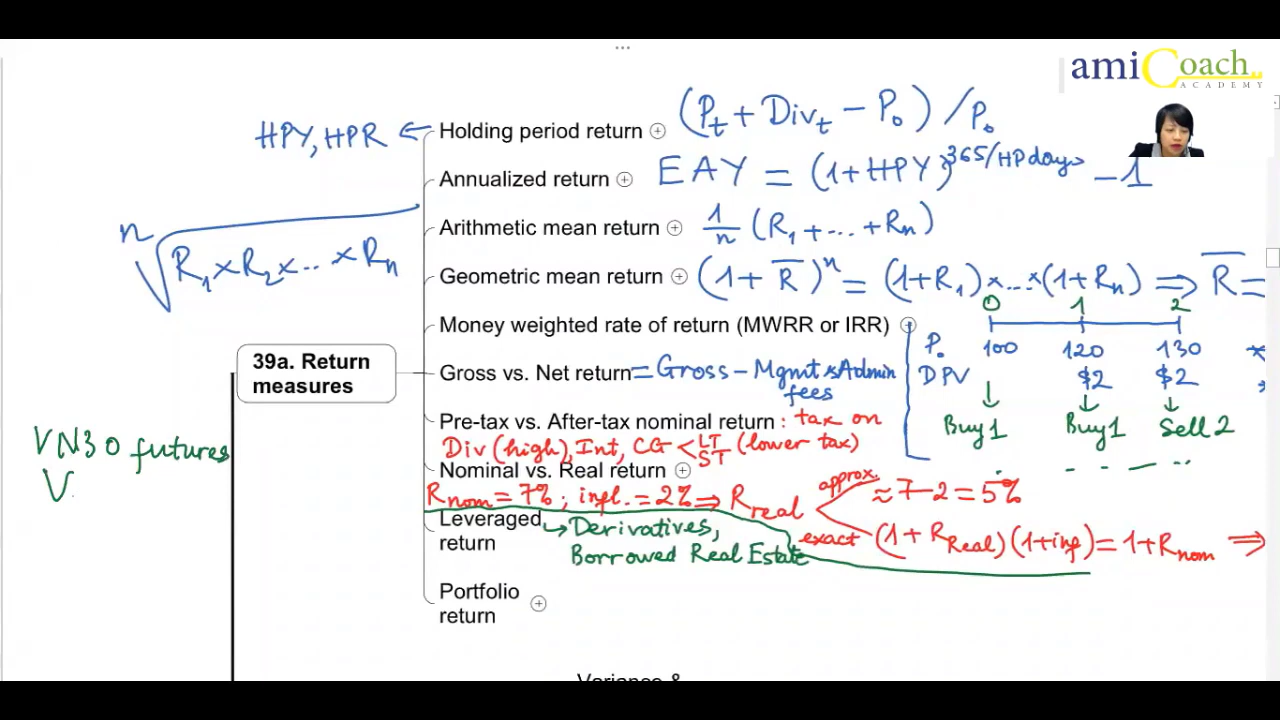 amiCoach
ACADEMY
HPY, HPR ← Holding period return (Pt + Divt - P0) / P0
Annualized return EAY = (1+HPY)^365/HP days - 1
Arithmetic mean return 1/n (R1 + ... + Rn)
n√R1 × R2 × ... × Rn
Geometric mean return (1 + R̄)^n = (1+R1) × ... × (1+Rn) ⇒ R̄ =
0 1 2
Money weighted rate of return (MWRR or IRR)
P0 100 120 130
39a. Return measures
Gross vs. Net return = Gross - Mgmt & Admin fees
DPV $2 $2
Buy 1 Buy 1 Sell 2
Pre-tax vs. After-tax nominal return : tax on
Div (high), Int, CG < LT ST (lower tax)
VN30 futures
V
Nominal vs. Real return
Rnom = 7% ; infl. = 2% ⇒ Rreal
approx. ≈ 7-2 = 5%
exact (1 + RReal) (1+inf) = 1+Rnom ⇒
Leveraged return → Derivatives,
Borrowed Real Estate
Portfolio return
Variance &